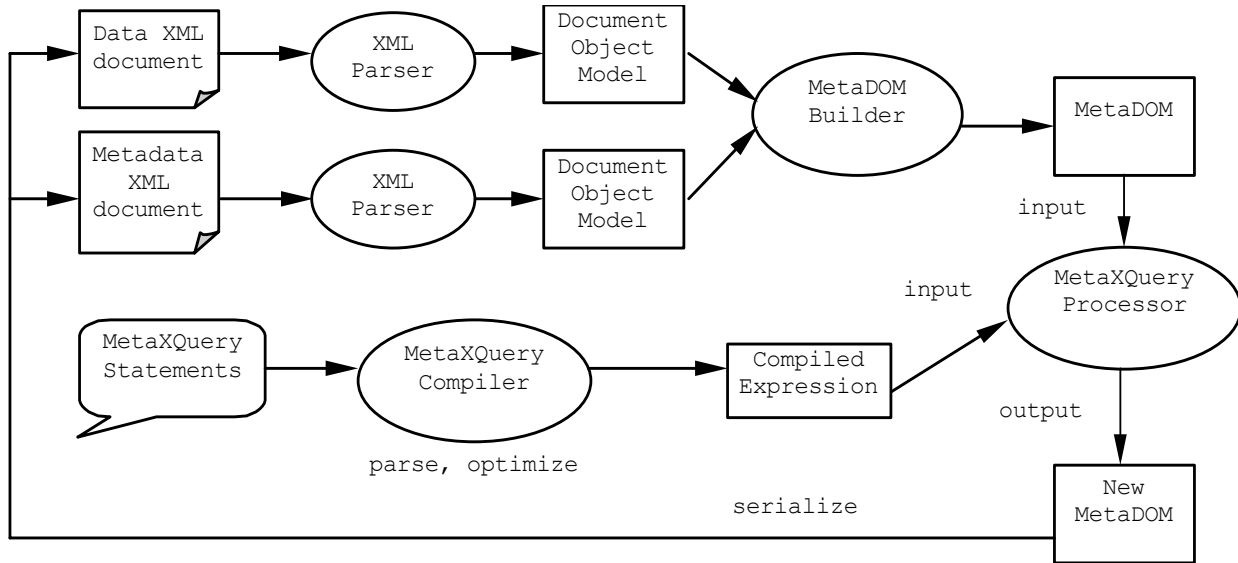 Data XML
document
XML
Parser
Document
Object
Model
MetaDOM
Builder
MetaDOM
Metadata
XML
document
XML
Parser
Document
Object
Model
input
MetaXQuery
Processor
input
MetaXQuery
Statements
MetaXQuery
Compiler
Compiled
Expression
output
parse, optimize
serialize
New
MetaDOM